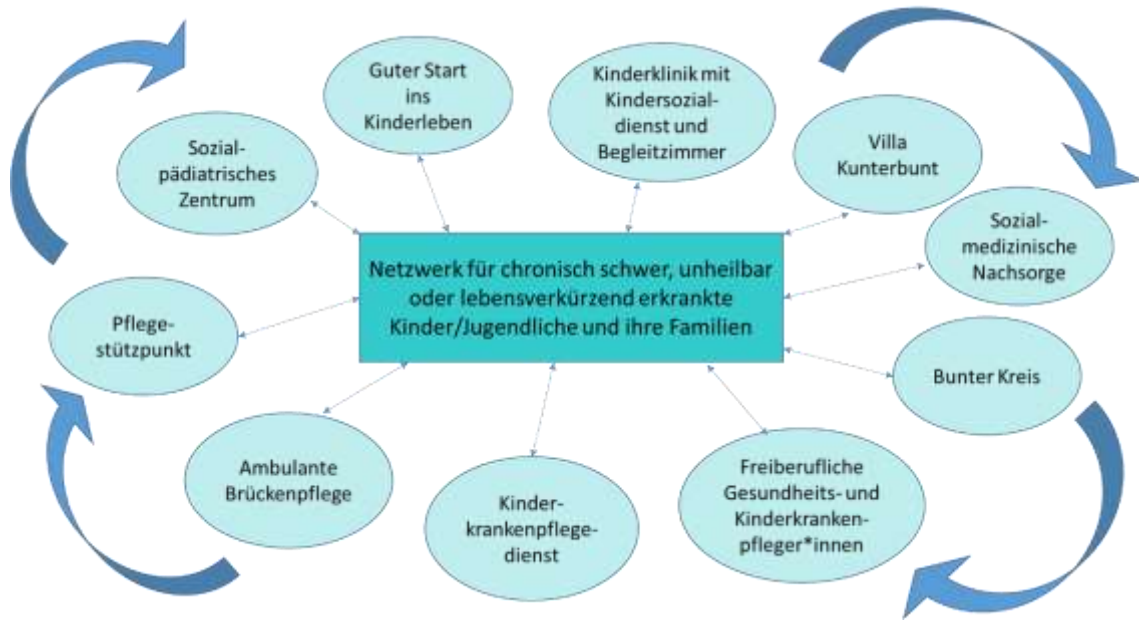 Guter Start
ins
Kinderleben
Kinderklinik mit
Kindersozial-
dienst und
Begleitzimmer
Sozial-
pädiatrisches
Zentrum
Villa
Kunterbunt
Sozial-
medizinische
Nachsorge
Netzwerk für chronisch schwer, unheilbar
oder lebensverkürzend erkrankte
Kinder/Jugendliche und ihre Familien
Pflege-
stützpunkt
Bunter Kreis
Ambulante
Brückenpflege
Kinder-
krankenpflege-
dienst
Freiberufliche
Gesundheits- und
Kinderkranken-
pfleger*innen